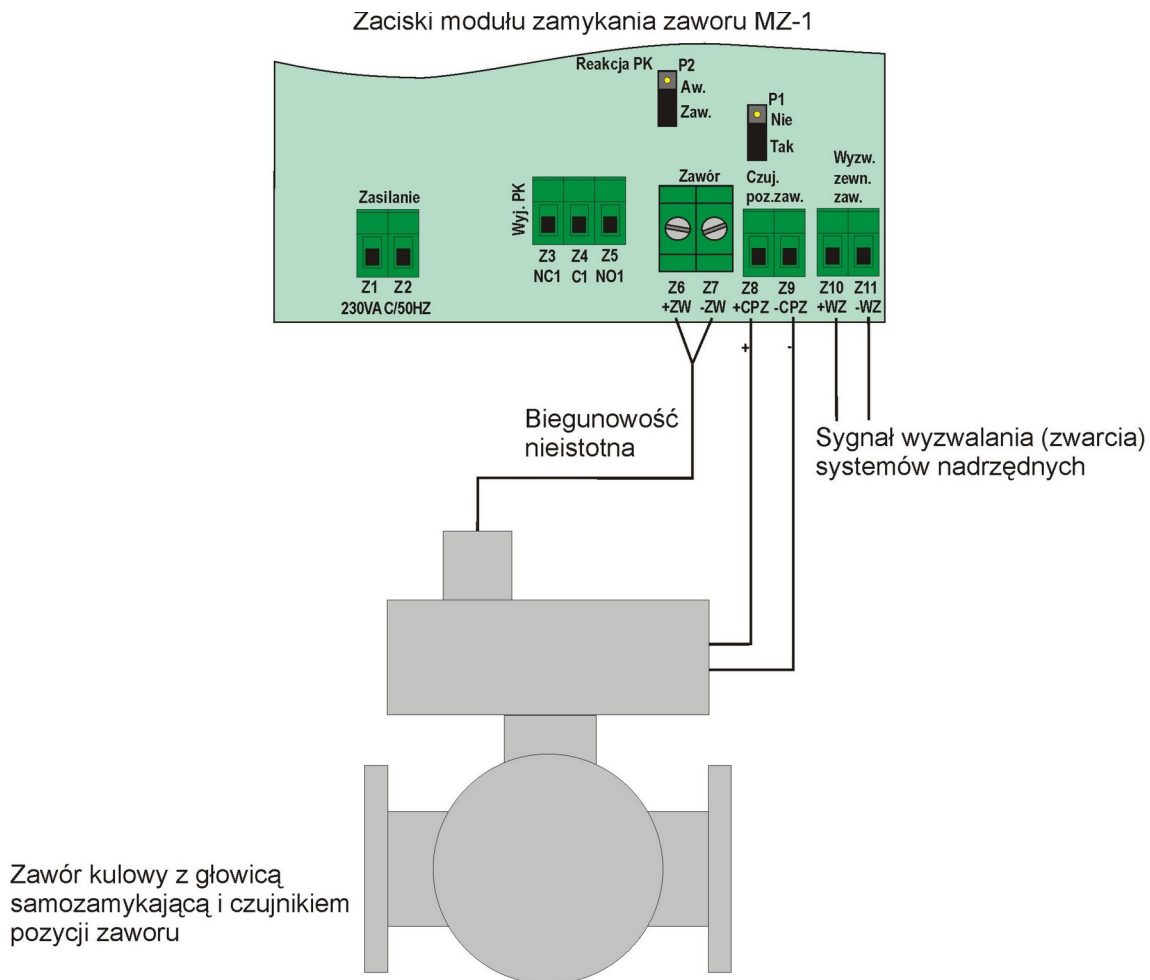 Zaciski modułu zamykania zaworu MZ-1
Reakcja PK P2
Aw.
Zaw.
P1
Nie
Tak
Zasilanie
Wyj. PK
Zawór
Czuj.
poz.zaw.
Wyzw.
zewn.
zaw.
Z1 Z2
230VA C/50HZ
Z3 Z4 Z5
NC1 C1 NO1
Z6 Z7 Z8 Z9 Z10 Z11
+ZW -ZW +CPZ -CPZ +WZ -WZ
+ -
Biegunowość
nieistotna
Sygnał wyzwalania (zwarcia)
systemów nadrzędnych
Zawór kulowy z głowicą
samozamykającą i czujnikiem
pozycji zaworu